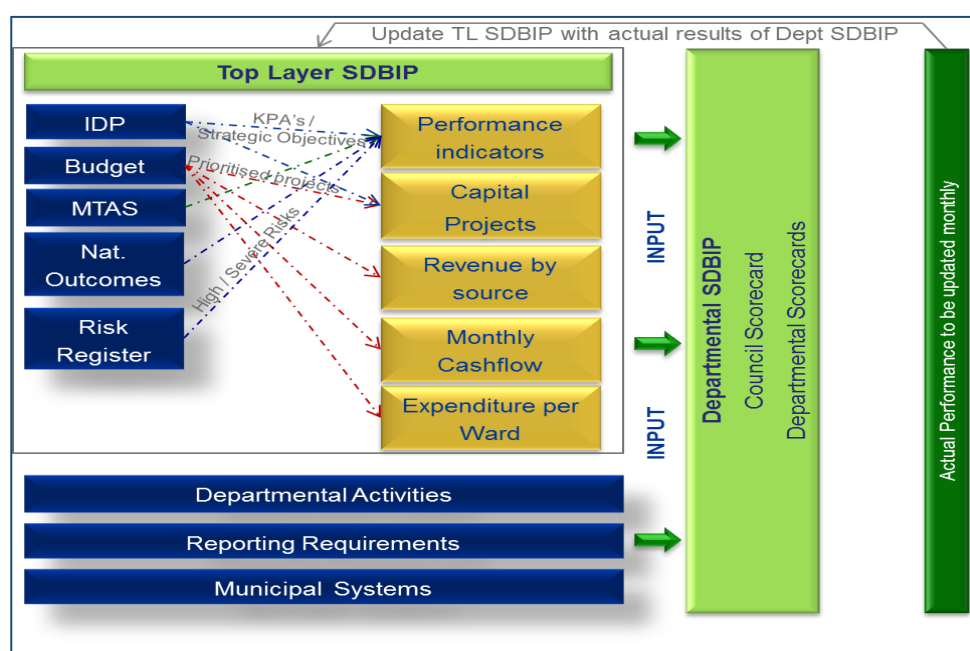 Update TL SDBIP with actual results of Dept SDBIP
Top Layer SDBIP
IDP
Budget
MTAS
Nat.
Outcomes
Risk
Register
KPA's /
Strategic Objectives
Prioritised projects
High / Severe Risks
Performance
indicators
Capital
Projects
Revenue by
source
Monthly
Cashflow
Expenditure per
Ward
INPUT
INPUT
Departmental SDBIP
Council Scorecard
Departmental Scorecards
Actual Performance to be updated monthly
Departmental Activities
Reporting Requirements
Municipal Systems